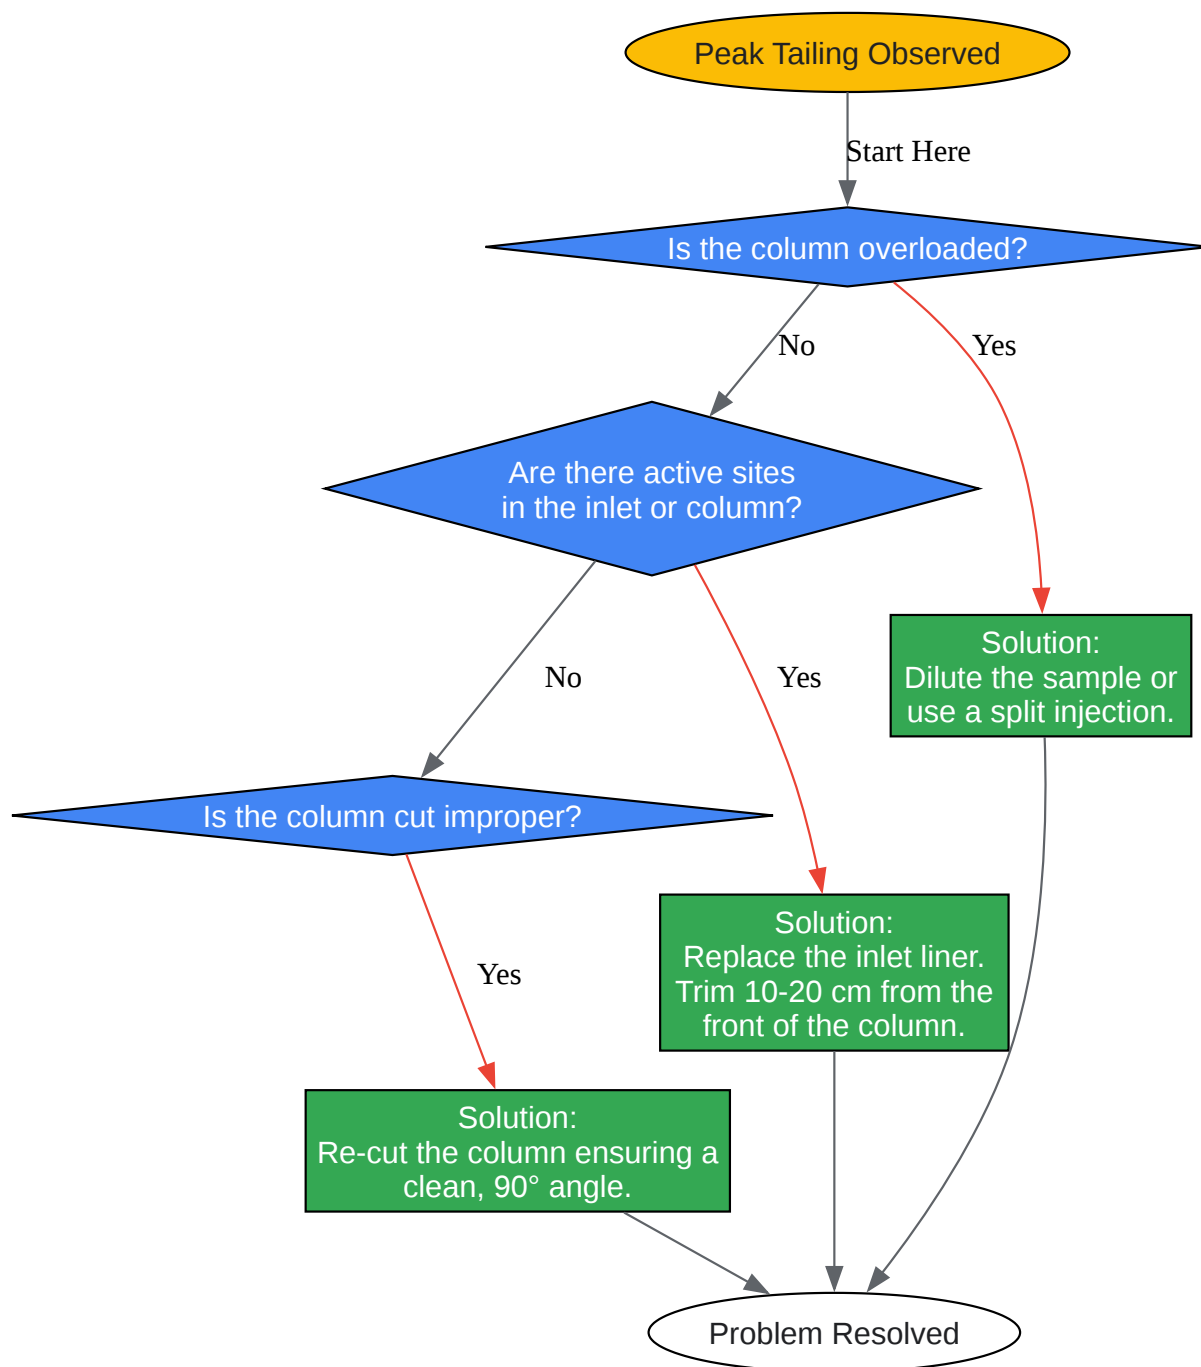 Peak Tailing Observed
Start Here
Is the column overloaded?
No
Yes
Are there active sites
in the inlet or column?
Solution:
Dilute the sample or
use a split injection.
No
Yes
Is the column cut improper?
Solution:
Replace the inlet liner.
Trim 10-20 cm from the
front of the column.
Yes
Solution:
Re-cut the column ensuring a
clean, 90° angle.
Problem Resolved